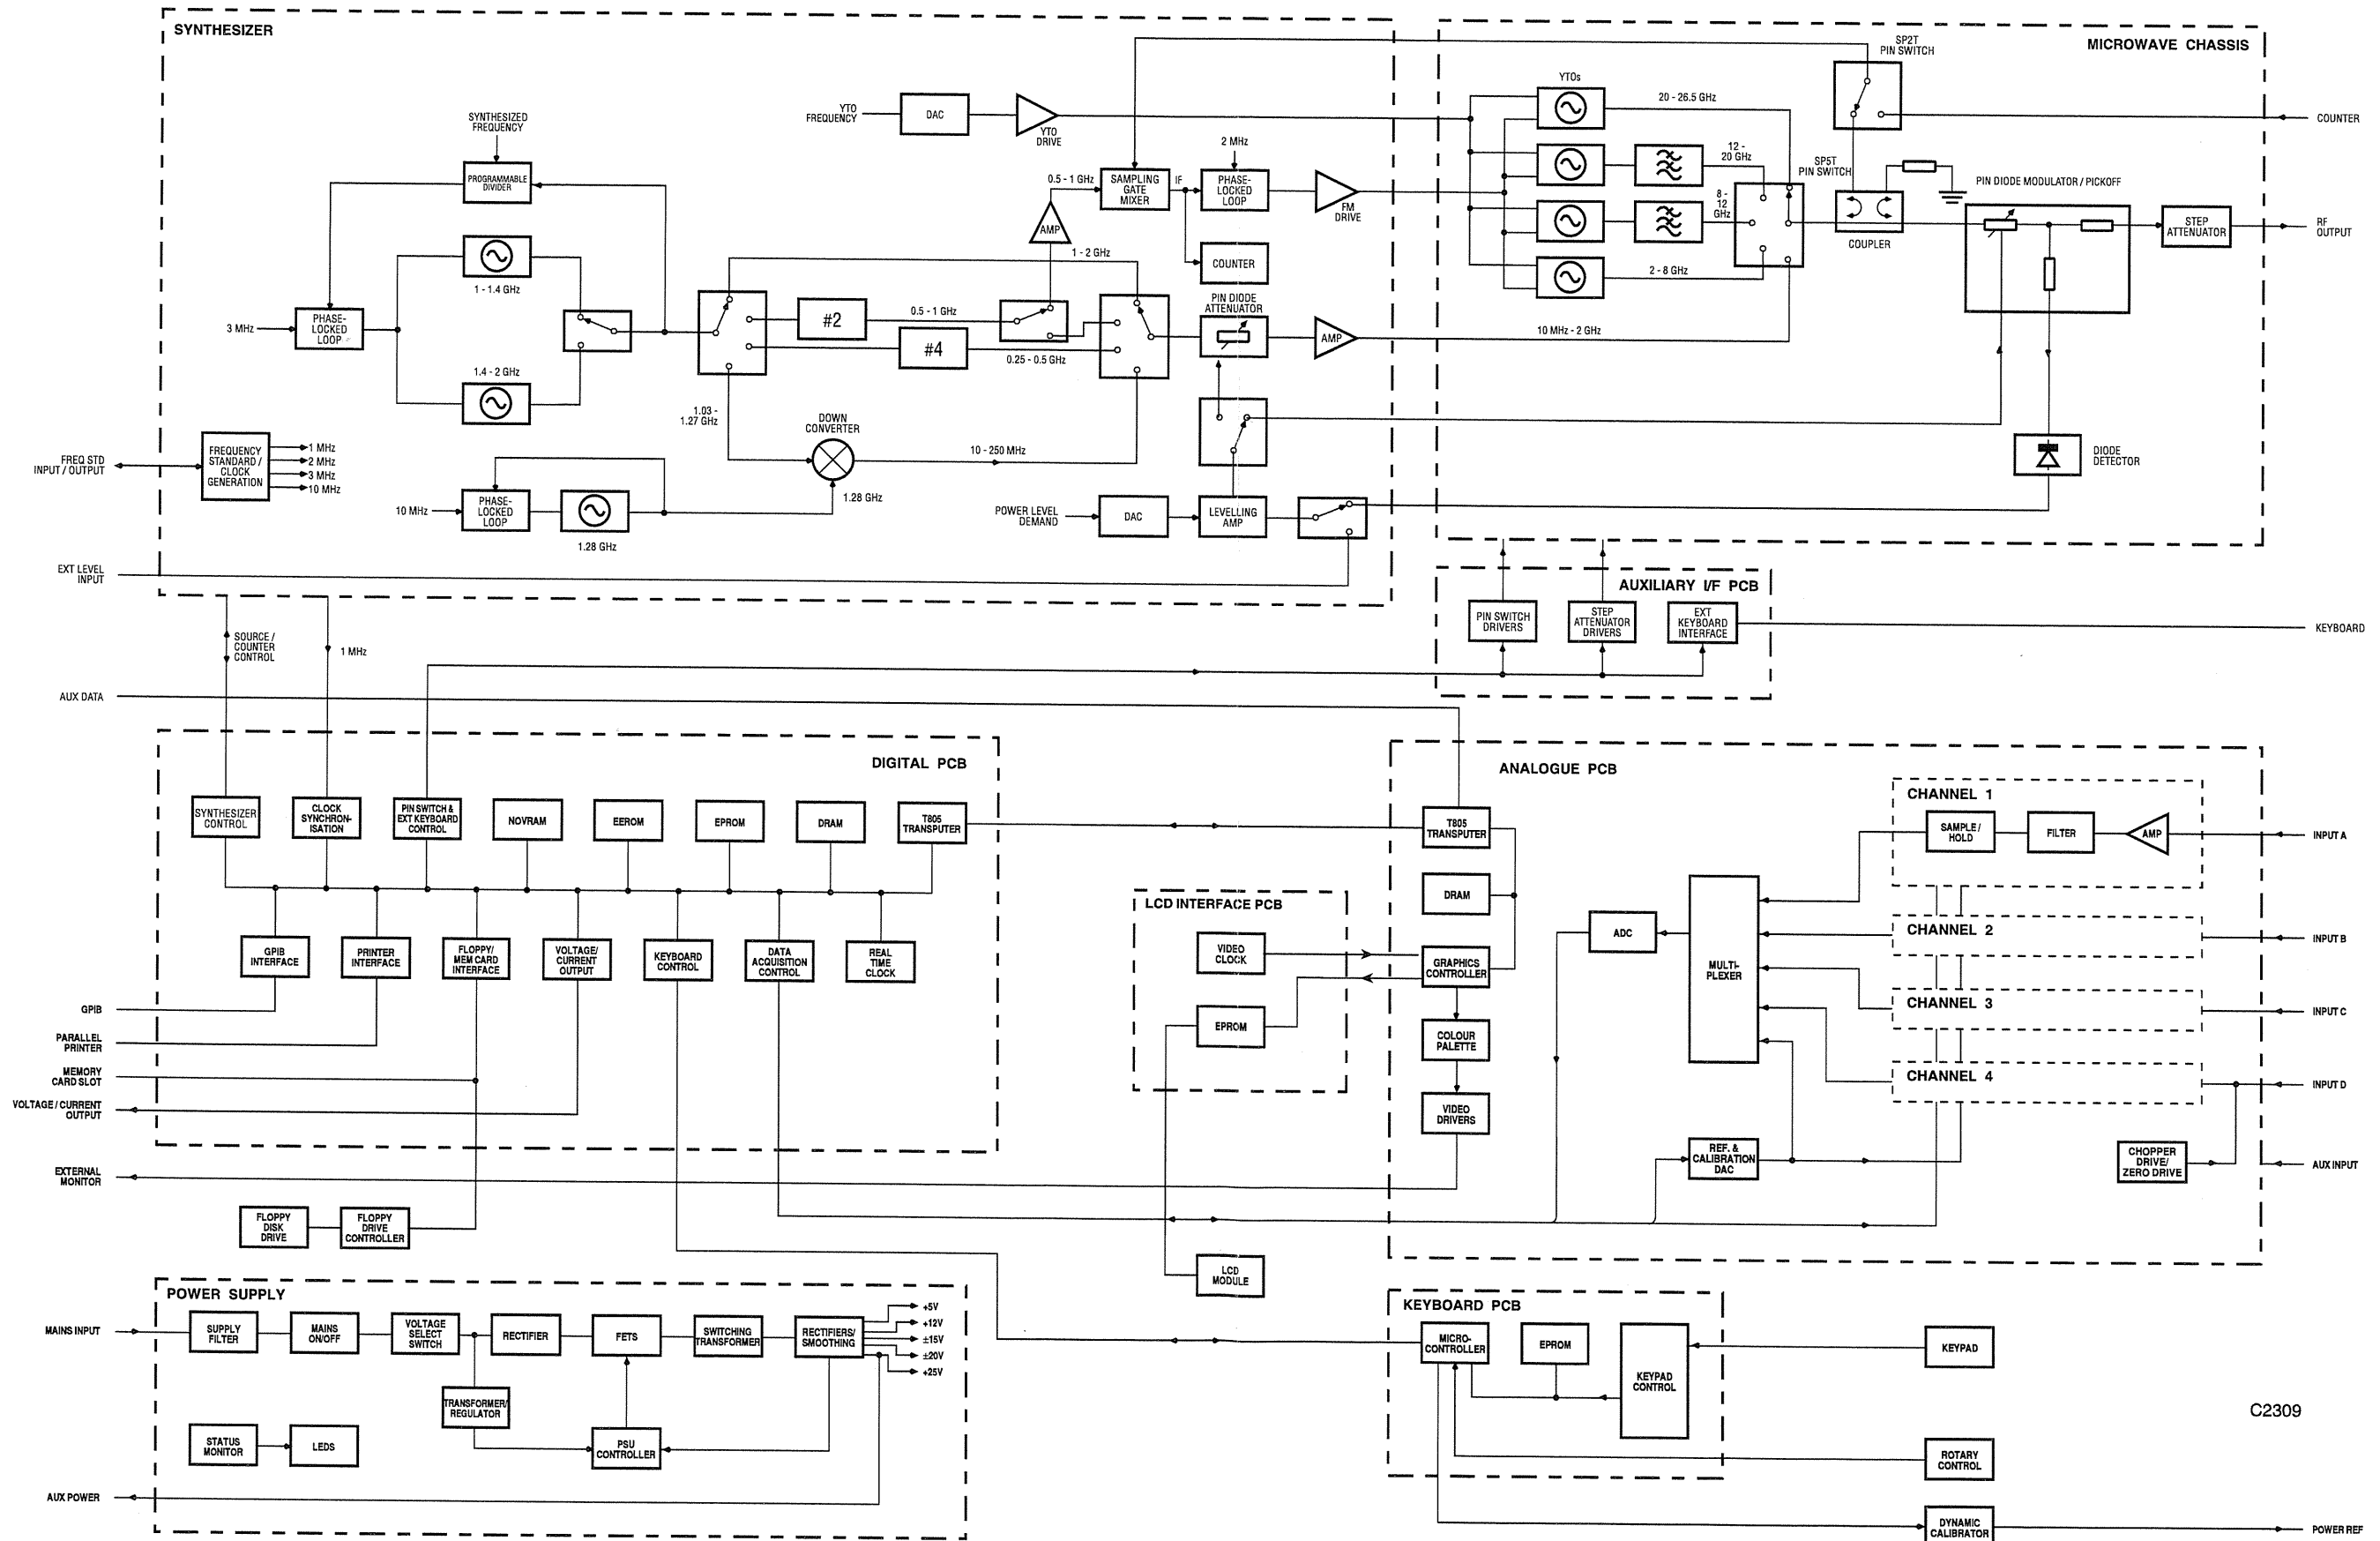 SYNTHESIZER
MICROWAVE CHASSIS
SP2T
PIN SWITCH
YTOs
YTO
FREQUENCY
DAC
YTO
DRIVE
20 - 26.5 GHz
COUNTER
SYNTHESIZED
FREQUENCY
PROGRAMMABLE
DIVIDER
2 MHz
0.5 - 1 GHz
SAMPLING
GATE
MIXER
IF
PHASE-
LOCKED
LOOP
FM
DRIVE
12 -
20 GHz
SP5T
PIN SWITCH
8 -
12
GHz
PIN DIODE MODULATOR / PICKOFF
COUPLER
STEP
ATTENUATOR
RF
OUTPUT
AMP
1 - 2 GHz
COUNTER
2 - 8 GHz
1 - 1.4 GHz
3 MHz
PHASE-
LOCKED
LOOP
#2
0.5 - 1 GHz
#4
0.25 - 0.5 GHz
PIN DIODE
ATTENUATOR
AMP
10 MHz - 2 GHz
1.4 - 2 GHz
1.03 -
1.27 GHz
DOWN
CONVERTER
10 - 250 MHz
DIODE
DETECTOR
FREQ STD
INPUT / OUTPUT
FREQUENCY
STANDARD /
CLOCK
GENERATION
1 MHz
2 MHz
3 MHz
10 MHz
10 MHz
PHASE-
LOCKED
LOOP
1.28 GHz
1.28 GHz
POWER LEVEL
DEMAND
DAC
LEVELLING
AMP
EXT LEVEL
INPUT
AUXILIARY I/F PCB
PIN SWITCH
DRIVERS
STEP
ATTENUATOR
DRIVERS
EXT
KEYBOARD
INTERFACE
KEYBOARD
SOURCE /
COUNTER
CONTROL
1 MHz
AUX DATA
DIGITAL PCB
SYNTHESIZER
CONTROL
CLOCK
SYNCHRON-
ISATION
PIN SWITCH &
EXT KEYBOARD
CONTROL
NOVRAM
EEROM
EPROM
DRAM
T805
TRANSPUTER
GPIB
INTERFACE
PRINTER
INTERFACE
FLOPPY/
MEM CARD
INTERFACE
VOLTAGE/
CURRENT
OUTPUT
KEYBOARD
CONTROL
DATA
ACQUISITION
CONTROL
REAL
TIME
CLOCK
GPIB
PARALLEL
PRINTER
MEMORY
CARD SLOT
VOLTAGE / CURRENT
OUTPUT
EXTERNAL
MONITOR
FLOPPY
DISK
DRIVE
FLOPPY
DRIVE
CONTROLLER
LCD INTERFACE PCB
VIDEO
CLOCK
EPROM
LCD
MODULE
ANALOGUE PCB
T805
TRANSPUTER
DRAM
GRAPHICS
CONTROLLER
COLOUR
PALETTE
VIDEO
DRIVERS
ADC
MULTI-
PLEXER
CHANNEL 1
SAMPLE /
HOLD
FILTER
AMP
INPUT A
CHANNEL 2
INPUT B
CHANNEL 3
INPUT C
CHANNEL 4
INPUT D
REF. &
CALIBRATION
DAC
CHOPPER
DRIVE/
ZERO DRIVE
AUX INPUT
POWER SUPPLY
MAINS INPUT
SUPPLY
FILTER
MAINS
ON/OFF
VOLTAGE
SELECT
SWITCH
RECTIFIER
FETS
SWITCHING
TRANSFORMER
RECTIFIERS/
SMOOTHING
+5V
+12V
±15V
±20V
+25V
TRANSFORMER/
REGULATOR
STATUS
MONITOR
LEDS
PSU
CONTROLLER
AUX POWER
KEYBOARD PCB
MICRO-
CONTROLLER
EPROM
KEYPAD
CONTROL
KEYPAD
ROTARY
CONTROL
DYNAMIC
CALIBRATOR
POWER REF
C2309